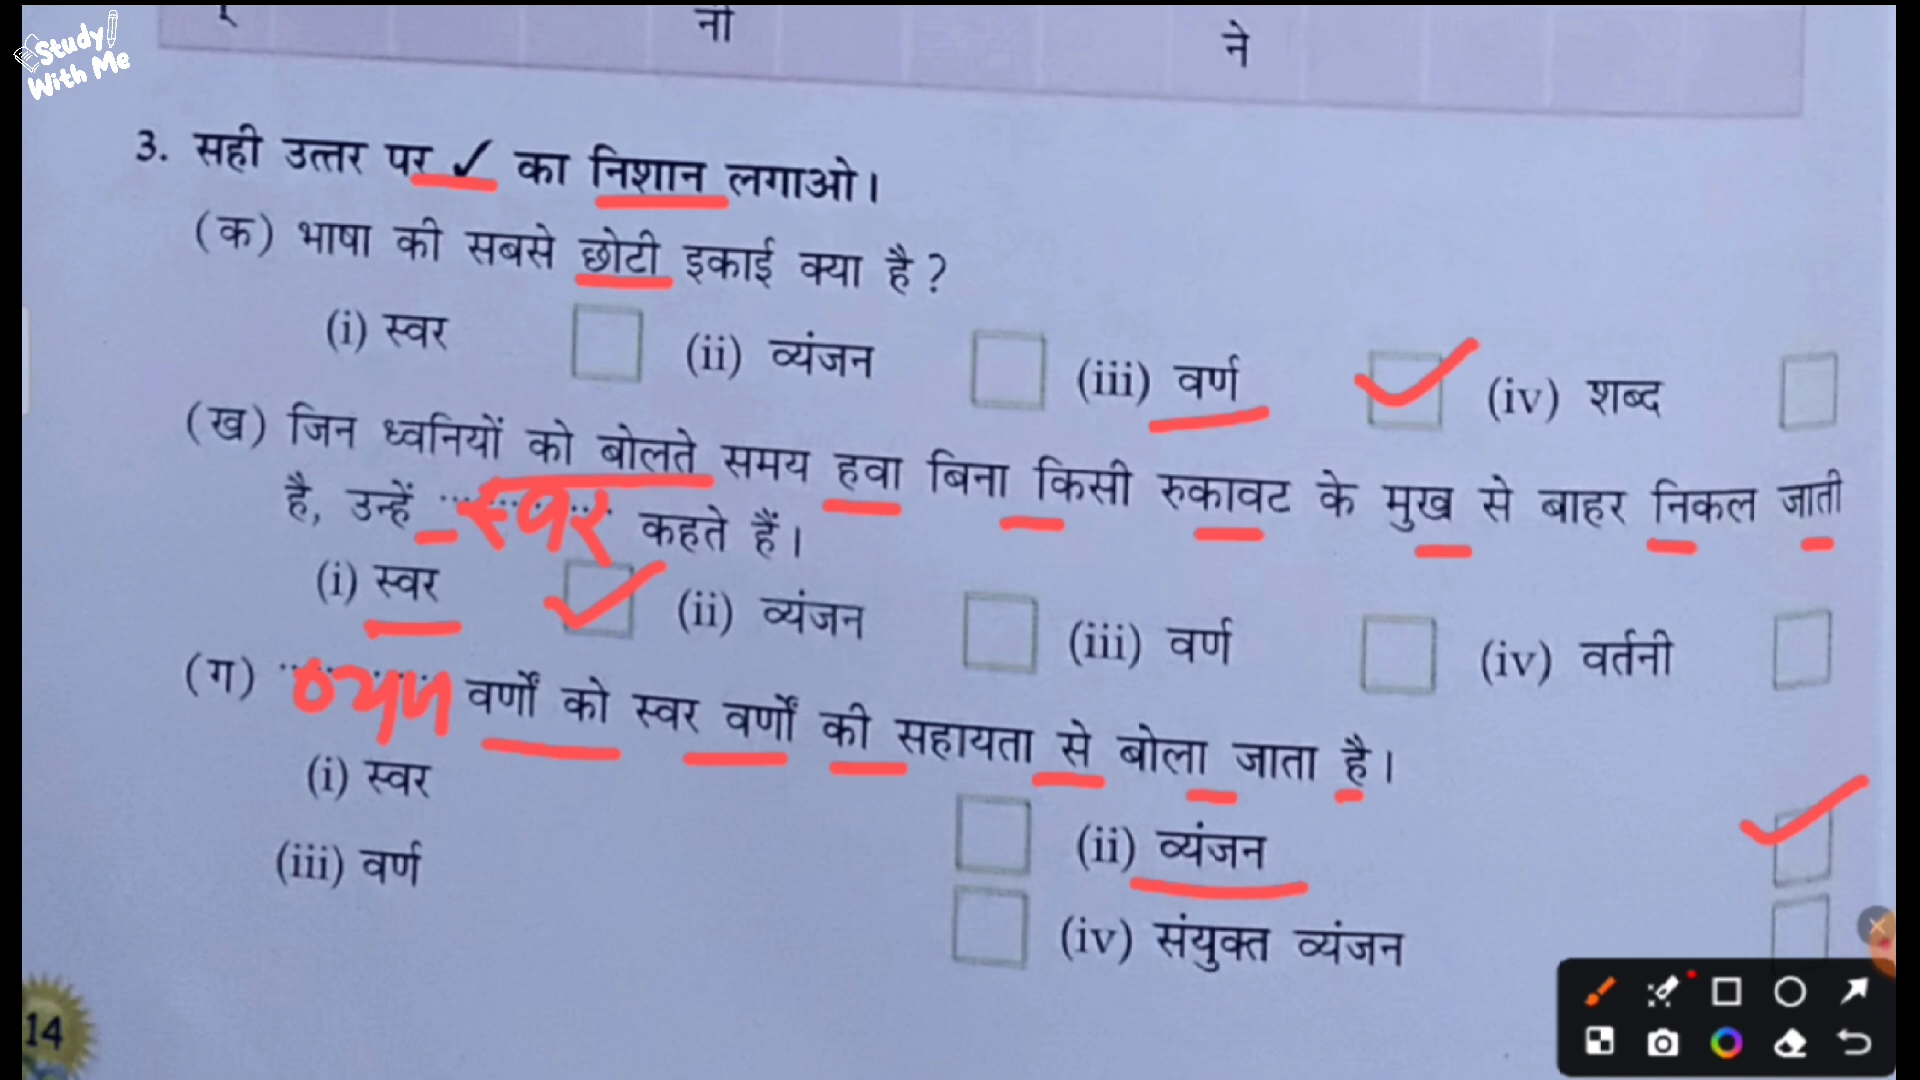 Study
With Me
नी
ने
3. सही उत्तर पर ✓ का निशान लगाओ।
(क) भाषा की सबसे छोटी इकाई क्या है?
(i) स्वर (ii) व्यंजन (iii) वर्ण (iv) शब्द
(ख) जिन ध्वनियों को बोलते समय हवा बिना किसी रुकावट के मुख से बाहर निकल जाती
है, उन्हें स्वर कहते हैं।
(i) स्वर (ii) व्यंजन (iii) वर्ण (iv) वर्तनी
(ग) वर्णों को स्वर वर्णों की सहायता से बोला जाता है।
(i) स्वर (ii) व्यंजन
(iii) वर्ण (iv) संयुक्त व्यंजन
14